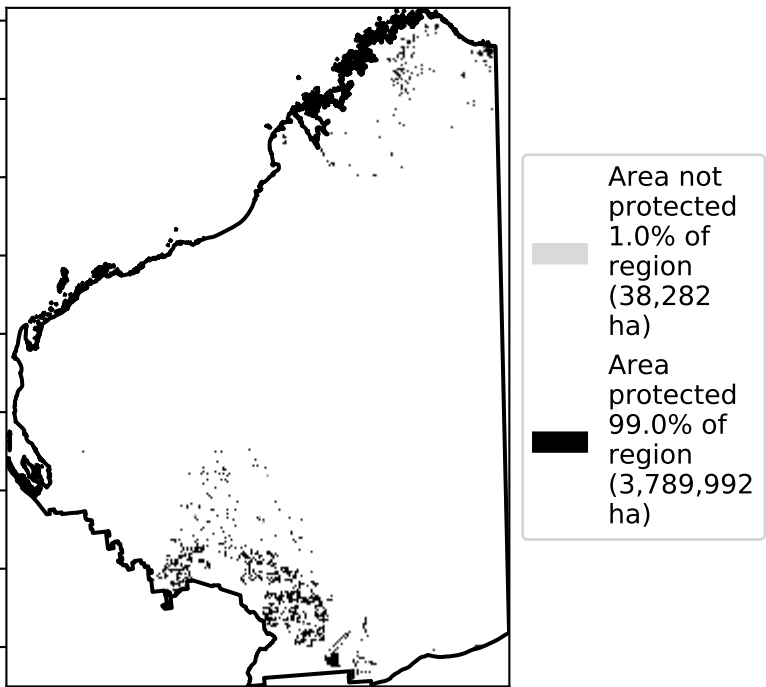 Area not
protected
1.0% of
region
(38,282
ha)
Area
protected
99.0% of
region
(3,789,992
ha)